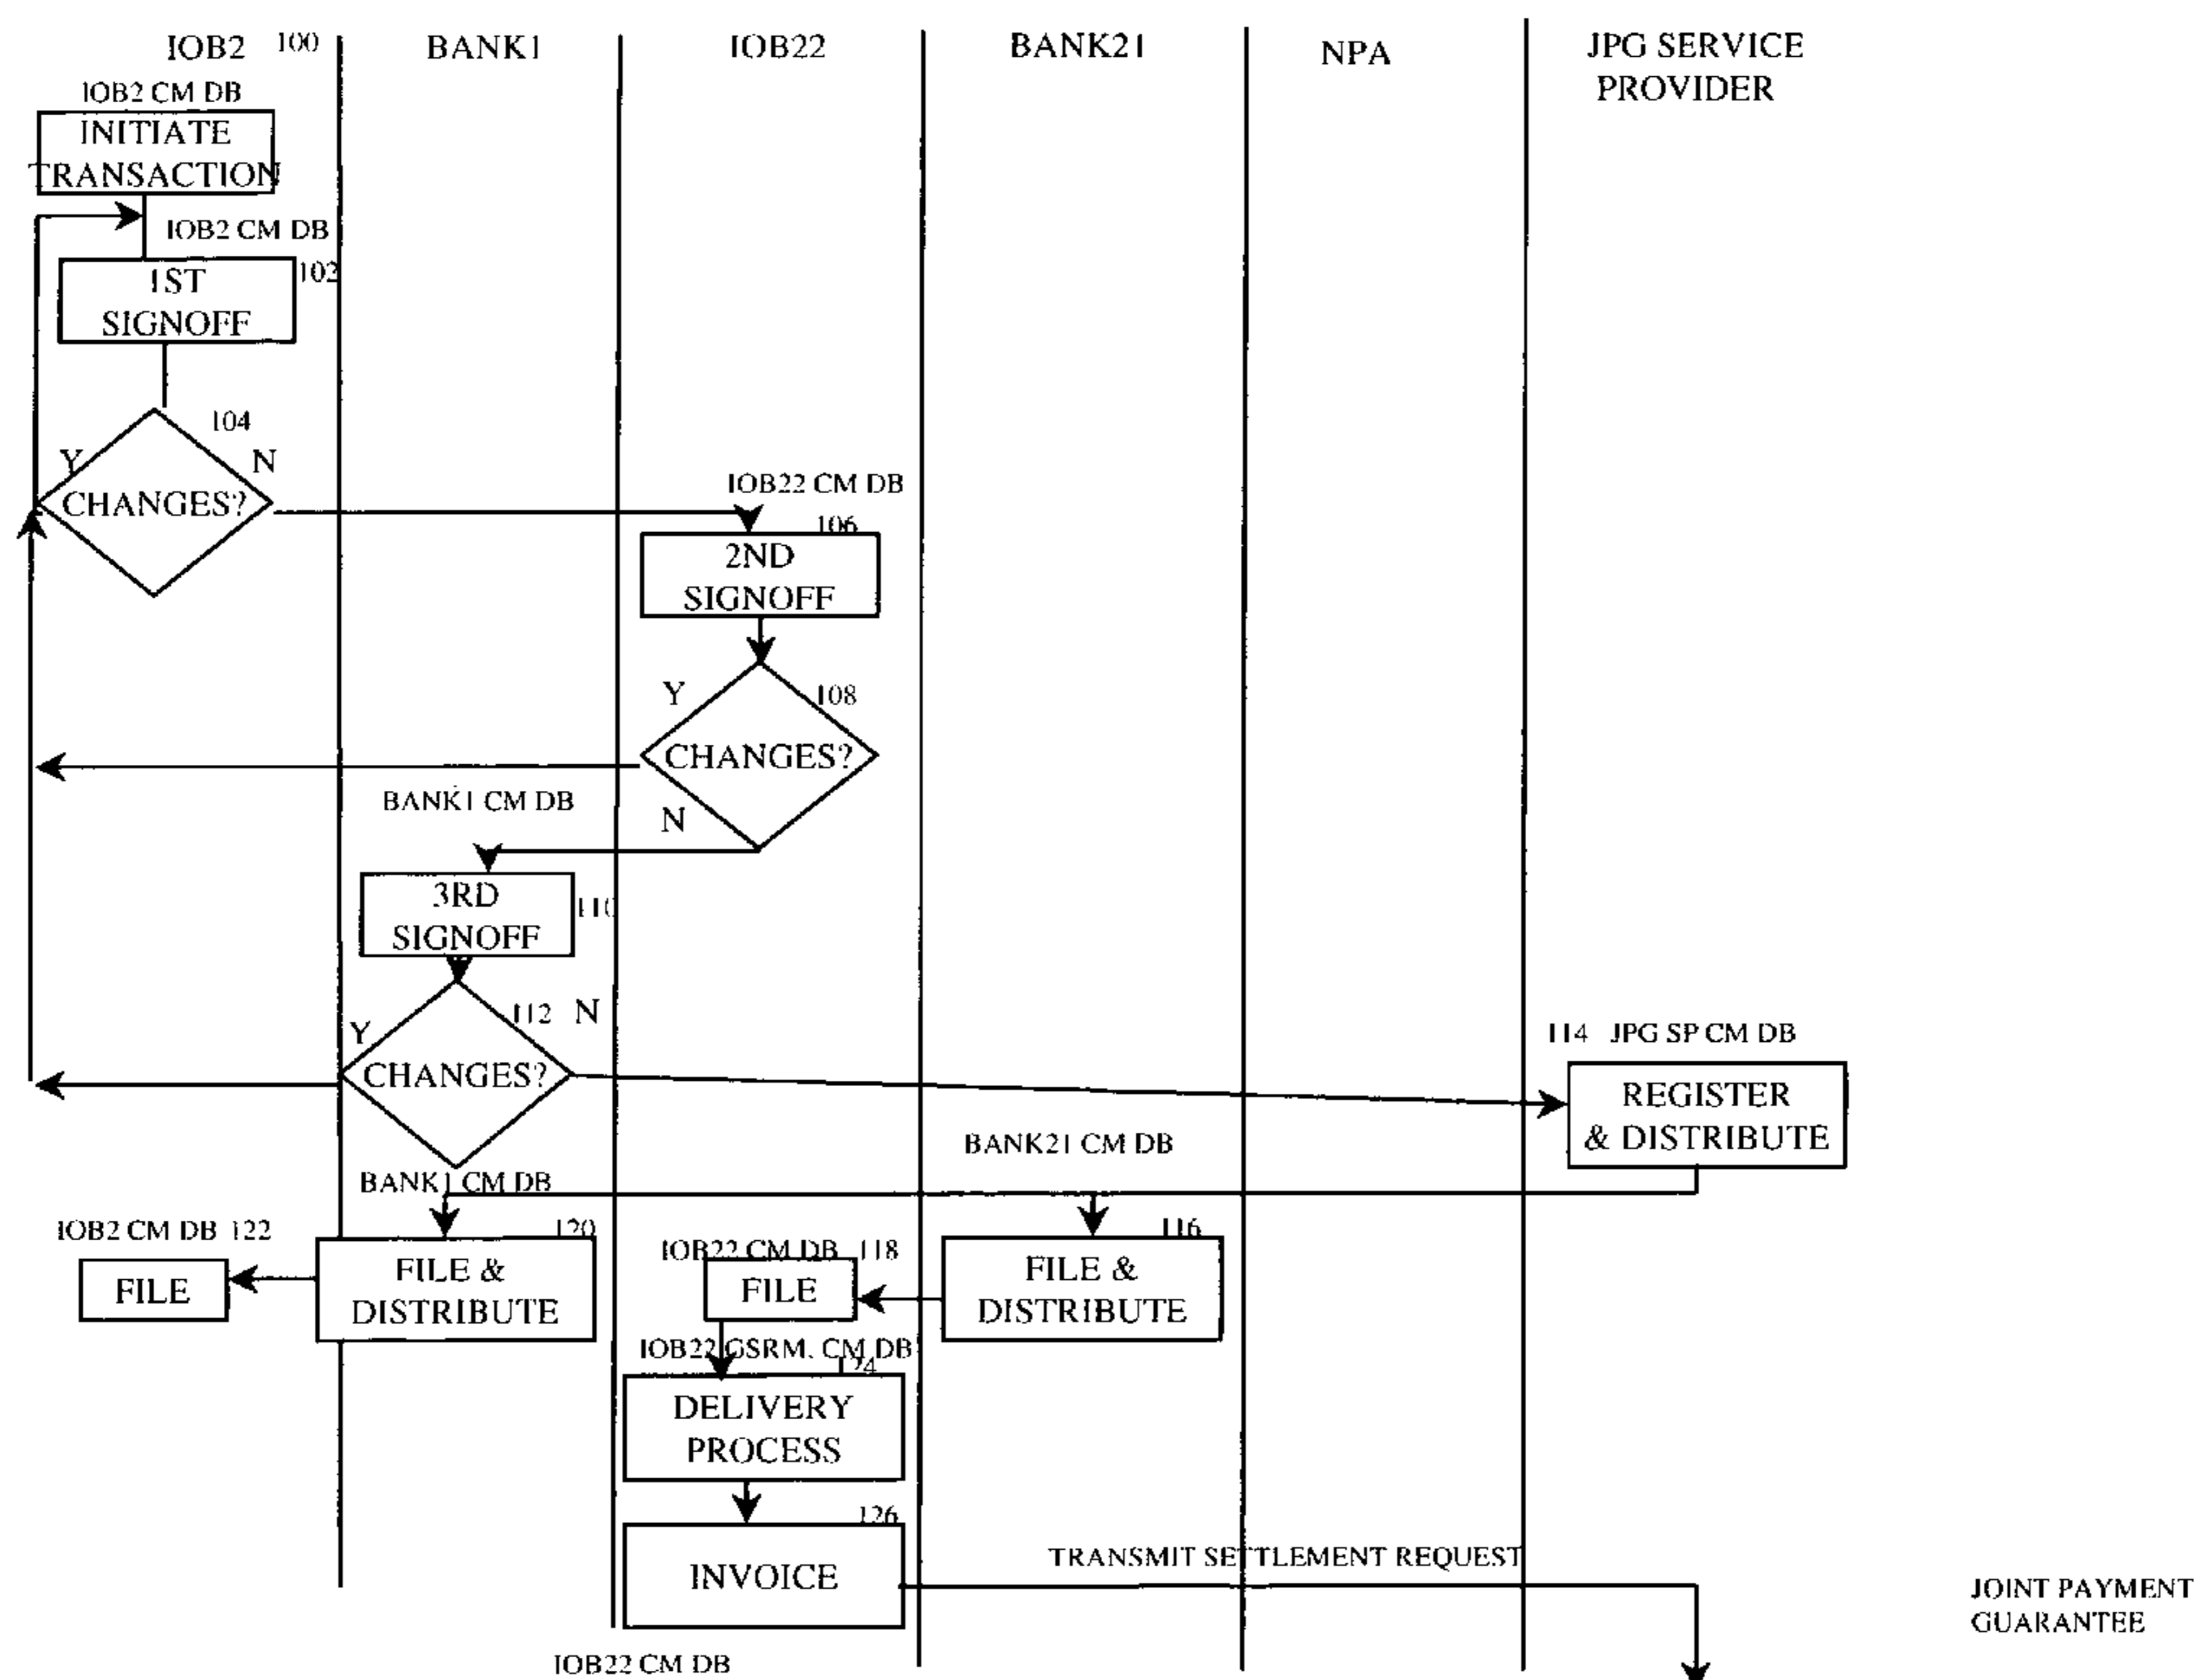 IOB2 100 BANK1 IOB22 BANK21 NPA JPG SERVICE
PROVIDER
IOB2 CM DB
INITIATE
TRANSACTION
IOB2 CM DB
1ST
SIGNOFF
102
104
Y N
CHANGES?
IOB22 CM DB
106
2ND
SIGNOFF
Y 108
CHANGES?
N
BANK1 CM DB
3RD
SIGNOFF
110
Y 112 N
CHANGES?
114 JPG SP CM DB
REGISTER
& DISTRIBUTE
BANK21 CM DB
BANK1 CM DB
IOB2 CM DB 122
FILE
120
FILE &
DISTRIBUTE
IOB22 CM DB 118
FILE
116
FILE &
DISTRIBUTE
IOB22 GSRM. CM DB
124
DELIVERY
PROCESS
126
INVOICE
TRANSMIT SETTLEMENT REQUEST
JOINT PAYMENT
GUARANTEE
IOB22 CM DB